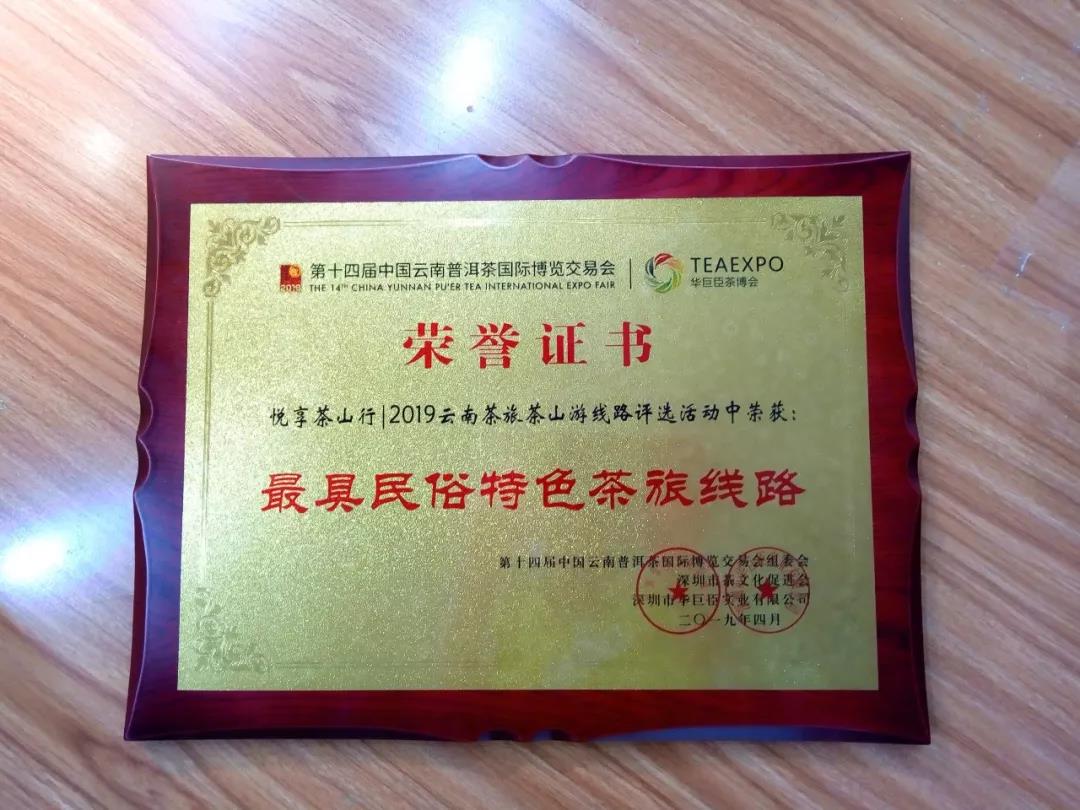 2019
第十四届中国云南普洱茶国际博览交易会
THE 14TH CHINA YUNNAN PU'ER TEA INTERNATIONAL EXPO FAIR
TEAEXPO
华巨臣茶博会
荣誉证书
悦享茶山行|2019云南茶旅茶山游线路评选活动中荣获:
最具民俗特色茶旅线路
第十四届中国云南普洱茶国际博览交易会组委会
深圳市茶文化促进会
深圳市华巨臣实业有限公司
二〇一九年四月